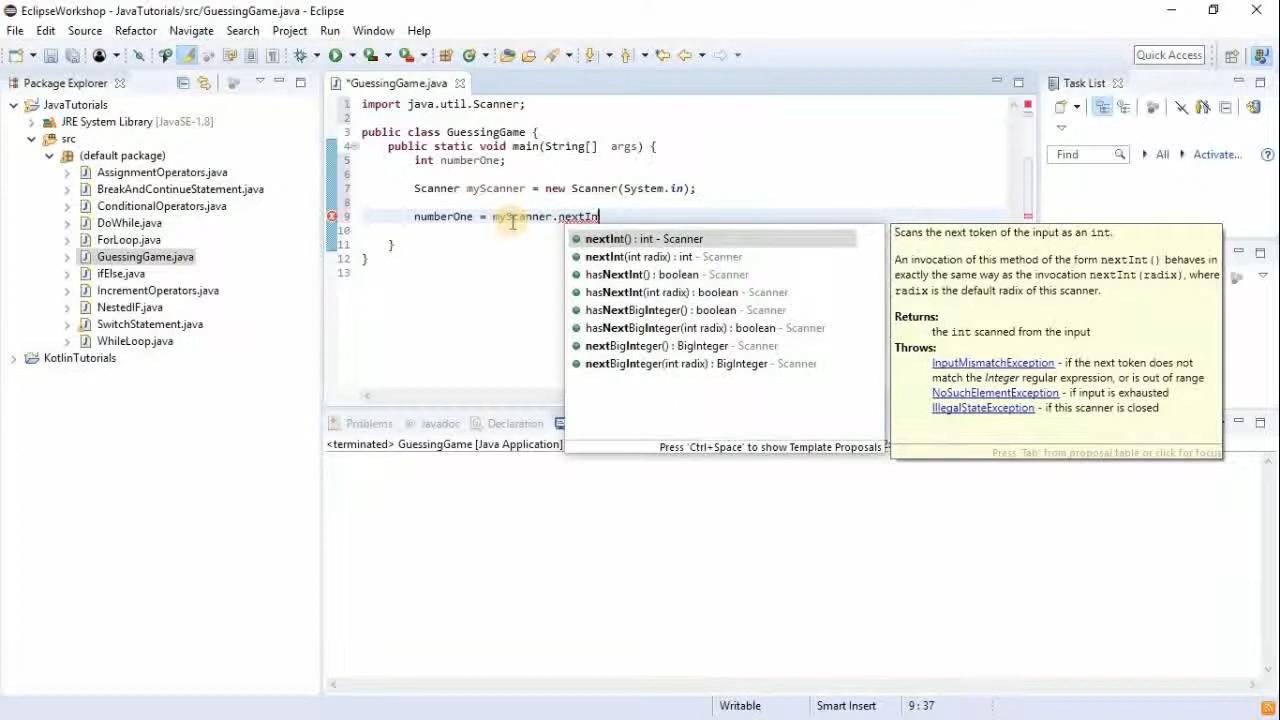 EclipseWorkshop - JavaTutorials/src/GuessingGame.java - Eclipse
File Edit Source Refactor Navigate Search Project Run Window Help
Quick Access
Package Explorer
JavaTutorials
JRE System Library [JavaSE-1.8]
src
(default package)
AssignmentOperators.java
BreakAndContinueStatement.java
ConditionalOperators.java
DoWhile.java
ForLoop.java
GuessingGame.java
ifElse.java
IncrementOperators.java
NestedIF.java
SwitchStatement.java
WhileLoop.java
KotlinTutorials
*GuessingGame.java
1 import java.util.Scanner;
2
3 public class GuessingGame {
4 public static void main(String[] args) {
5 int numberOne;
6
7 Scanner myScanner = new Scanner(System.in);
8
9 numberOne = myScanner.nextIn
10
11 }
12 }
13
nextInt() : int - Scanner
nextInt(int radix) : int - Scanner
hasNextInt() : boolean - Scanner
hasNextInt(int radix) : boolean - Scanner
hasNextBigInteger() : boolean - Scanner
hasNextBigInteger(int radix) : boolean - Scanner
nextBigInteger() : BigInteger - Scanner
nextBigInteger(int radix) : BigInteger - Scanner
Press 'Ctrl+Space' to show Template Proposals
Scans the next token of the input as an int.
An invocation of this method of the form nextInt() behaves in
exactly the same way as the invocation nextInt(radix), where
radix is the default radix of this scanner.
Returns:
the int scanned from the input
Throws:
InputMismatchException - if the next token does not
match the Integer regular expression, or is out of range
NoSuchElementException - if input is exhausted
IllegalStateException - if this scanner is closed
Press 'Tab' from proposal table or click for focus
Task List
Find All Activate...
Problems Javadoc Declaration
<terminated> GuessingGame [Java Application]
Writable Smart Insert 9 : 37